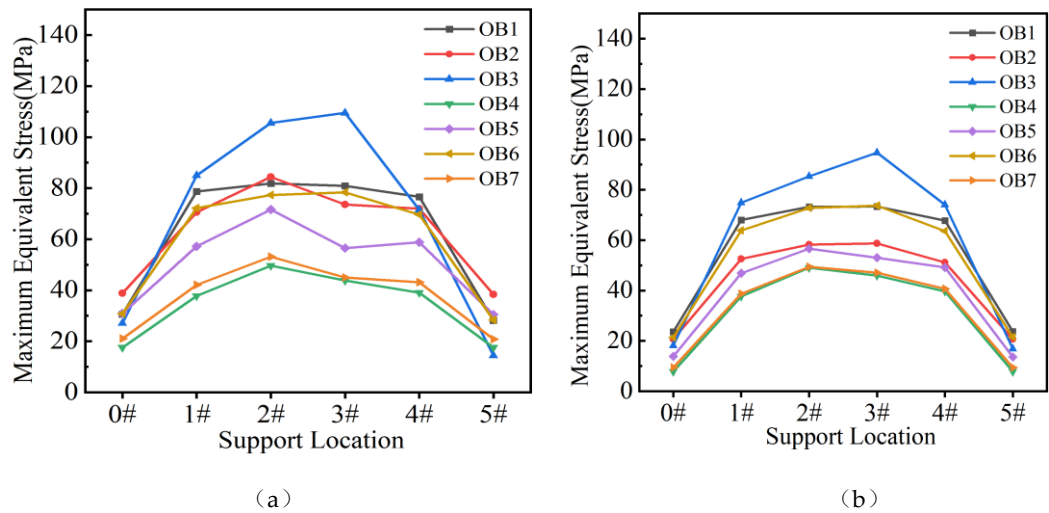 Maximum Equivalent Stress(MPa)
140
120
100
80
60
40
20
0
0# 1# 2# 3# 4# 5#
Support Location
OB1
OB2
OB3
OB4
OB5
OB6
OB7
(a)
Maximum Equivalent Stress(MPa)
140
120
100
80
60
40
20
0
0# 1# 2# 3# 4# 5#
Support Location
OB1
OB2
OB3
OB4
OB5
OB6
OB7
(b)